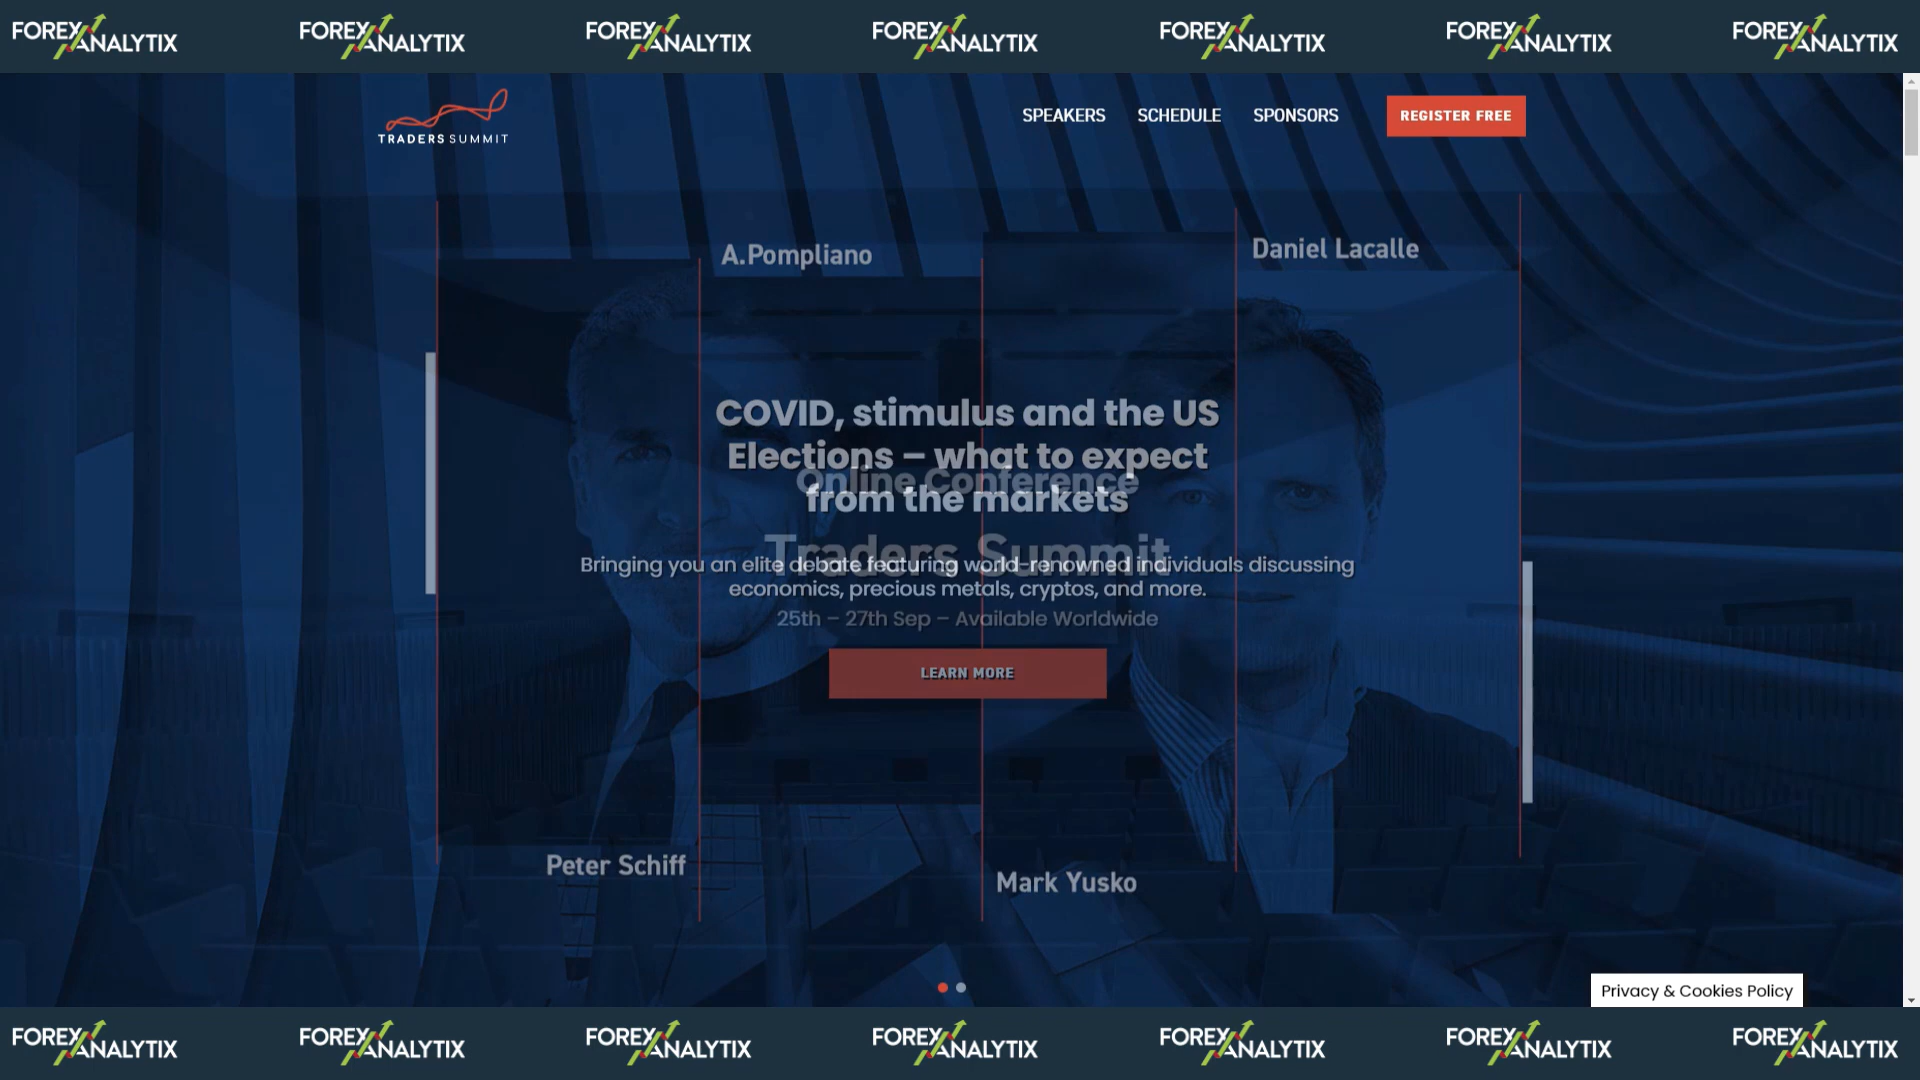 FOREX ANALYTIX FOREX ANALYTIX FOREX ANALYTIX FOREX ANALYTIX FOREX ANALYTIX FOREX ANALYTIX FOREX ANALYTIX
TRADERS SUMMIT
SPEAKERS SCHEDULE SPONSORS REGISTER FREE
A.Pompliano
Daniel Lacalle
COVID, stimulus and the US
Elections – what to expect
from the markets
Online Conference
Traders Summit
Bringing you an elite debate featuring world-renowned individuals discussing
economics, precious metals, cryptos, and more.
25th – 27th Sep – Available Worldwide
LEARN MORE
Peter Schiff
Mark Yusko
Privacy & Cookies Policy
FOREX ANALYTIX FOREX ANALYTIX FOREX ANALYTIX FOREX ANALYTIX FOREX ANALYTIX FOREX ANALYTIX FOREX ANALYTIX